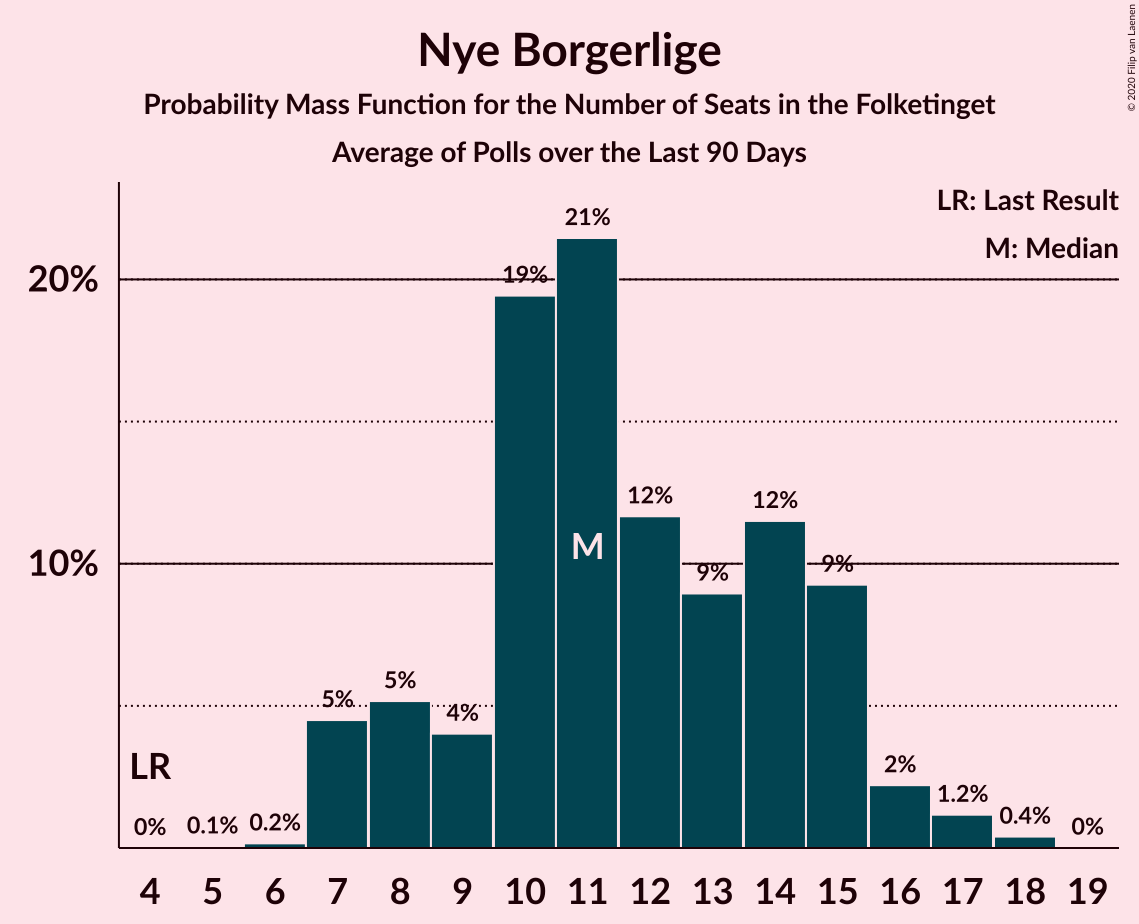 Nye Borgerlige
Probability Mass Function for the Number of Seats in the Folketinget
Average of Polls over the Last 90 Days
© 2020 Filip van Laenen
LR: Last Result
M: Median
20%
10%
LR
0%
0.1%
0.2%
5%
5%
4%
19%
21%
M
12%
9%
12%
9%
2%
1.2%
0.4%
0%
4 5 6 7 8 9 10 11 12 13 14 15 16 17 18 19